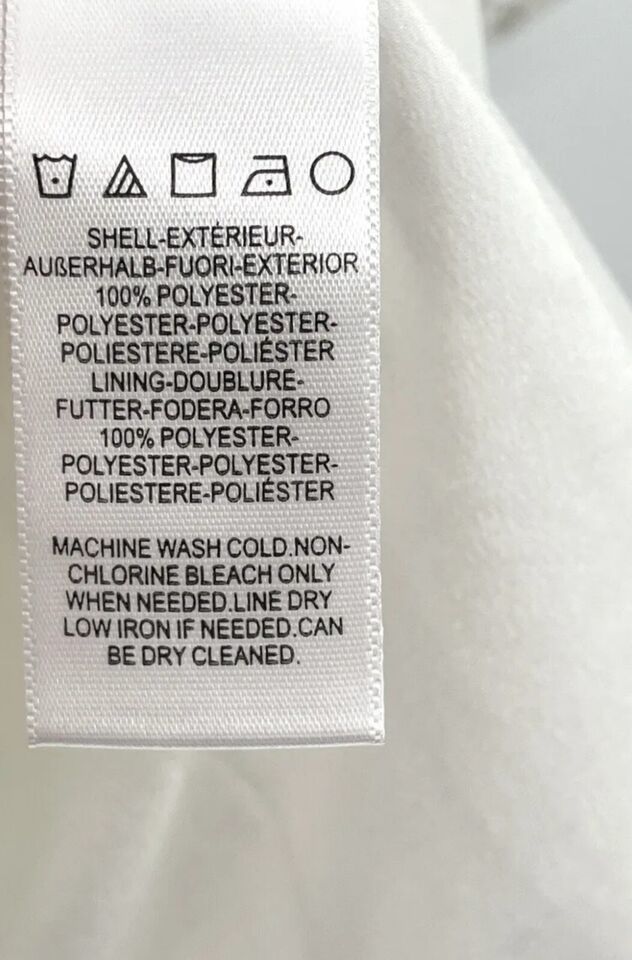 SHELL-EXTÉRIEUR-
AUßERHALB-FUORI-EXTERIOR
100% POLYESTER-
POLYESTER-POLYESTER-
POLIESTERE-POLIÉSTER
LINING-DOUBLURE-
FUTTER-FODERA-FORRO
100% POLYESTER-
POLYESTER-POLYESTER-
POLIESTERE-POLIÉSTER
MACHINE WASH COLD.NON-
CHLORINE BLEACH ONLY
WHEN NEEDED.LINE DRY
LOW IRON IF NEEDED.CAN
BE DRY CLEANED.